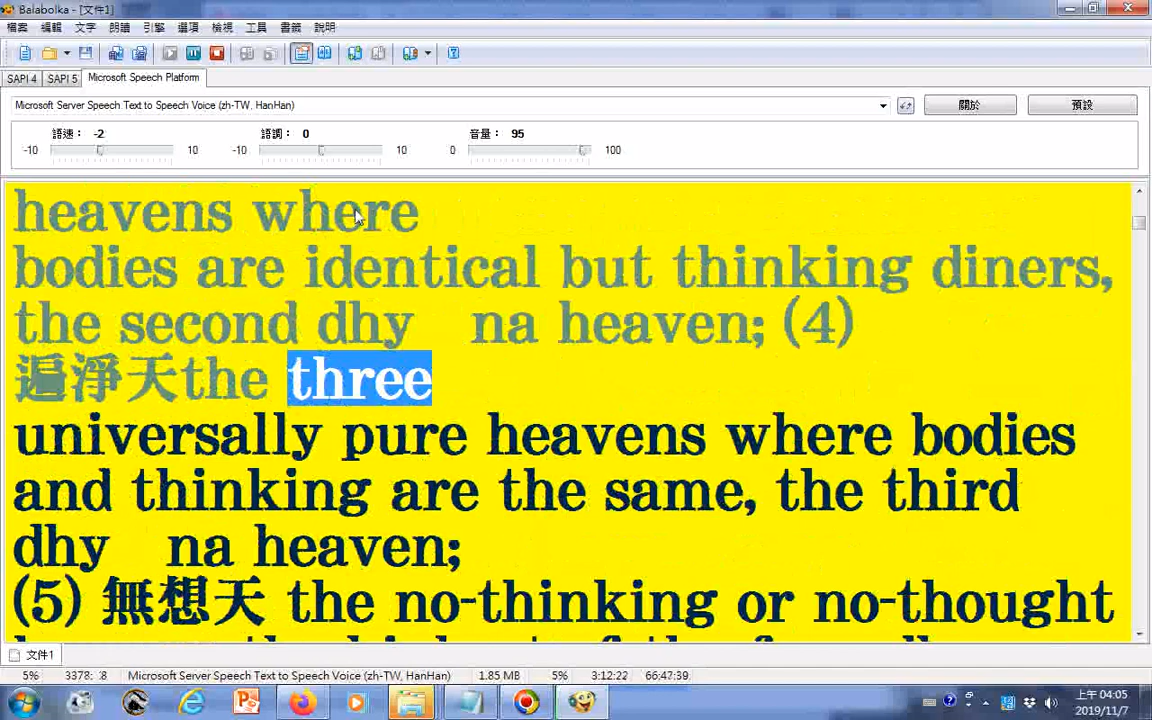 Balabolka - [文件1]
檔案 編輯 文字 朗讀 引擎 選項 檢視 工具 書籤 說明
SAPI 4 SAPI 5 Microsoft Speech Platform
Microsoft Server Speech Text to Speech Voice (zh-TW, HanHan) 關於 預設
語速： -2 語調： 0 音量： 95
-10 10 -10 10 0 100
heavens where
bodies are identical but thinking diners,
the second dhy na heaven; (4)
遍淨天the three
universally pure heavens where bodies
and thinking are the same, the third
dhy na heaven;
(5) 無想天 the no-thinking or no-thought
文件1
5% 3378: :8 Microsoft Server Speech Text to Speech Voice (zh-TW, HanHan) 1.85 MB 5% 3:12:22 66:47:39
上午 04:05
2019/11/7